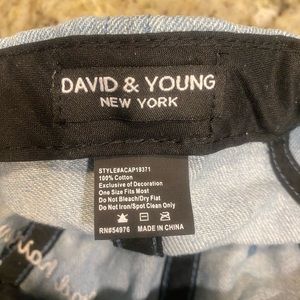 DAVID & YOUNG
NEW YORK
STYLE#ACAP19371
100% Cotton
Exclusive of Decoration
One Size Fits Most
Do Not Bleach/Dry Flat
Do Not Iron/Spot Clean Only
RN#54976 MADE IN CHINA